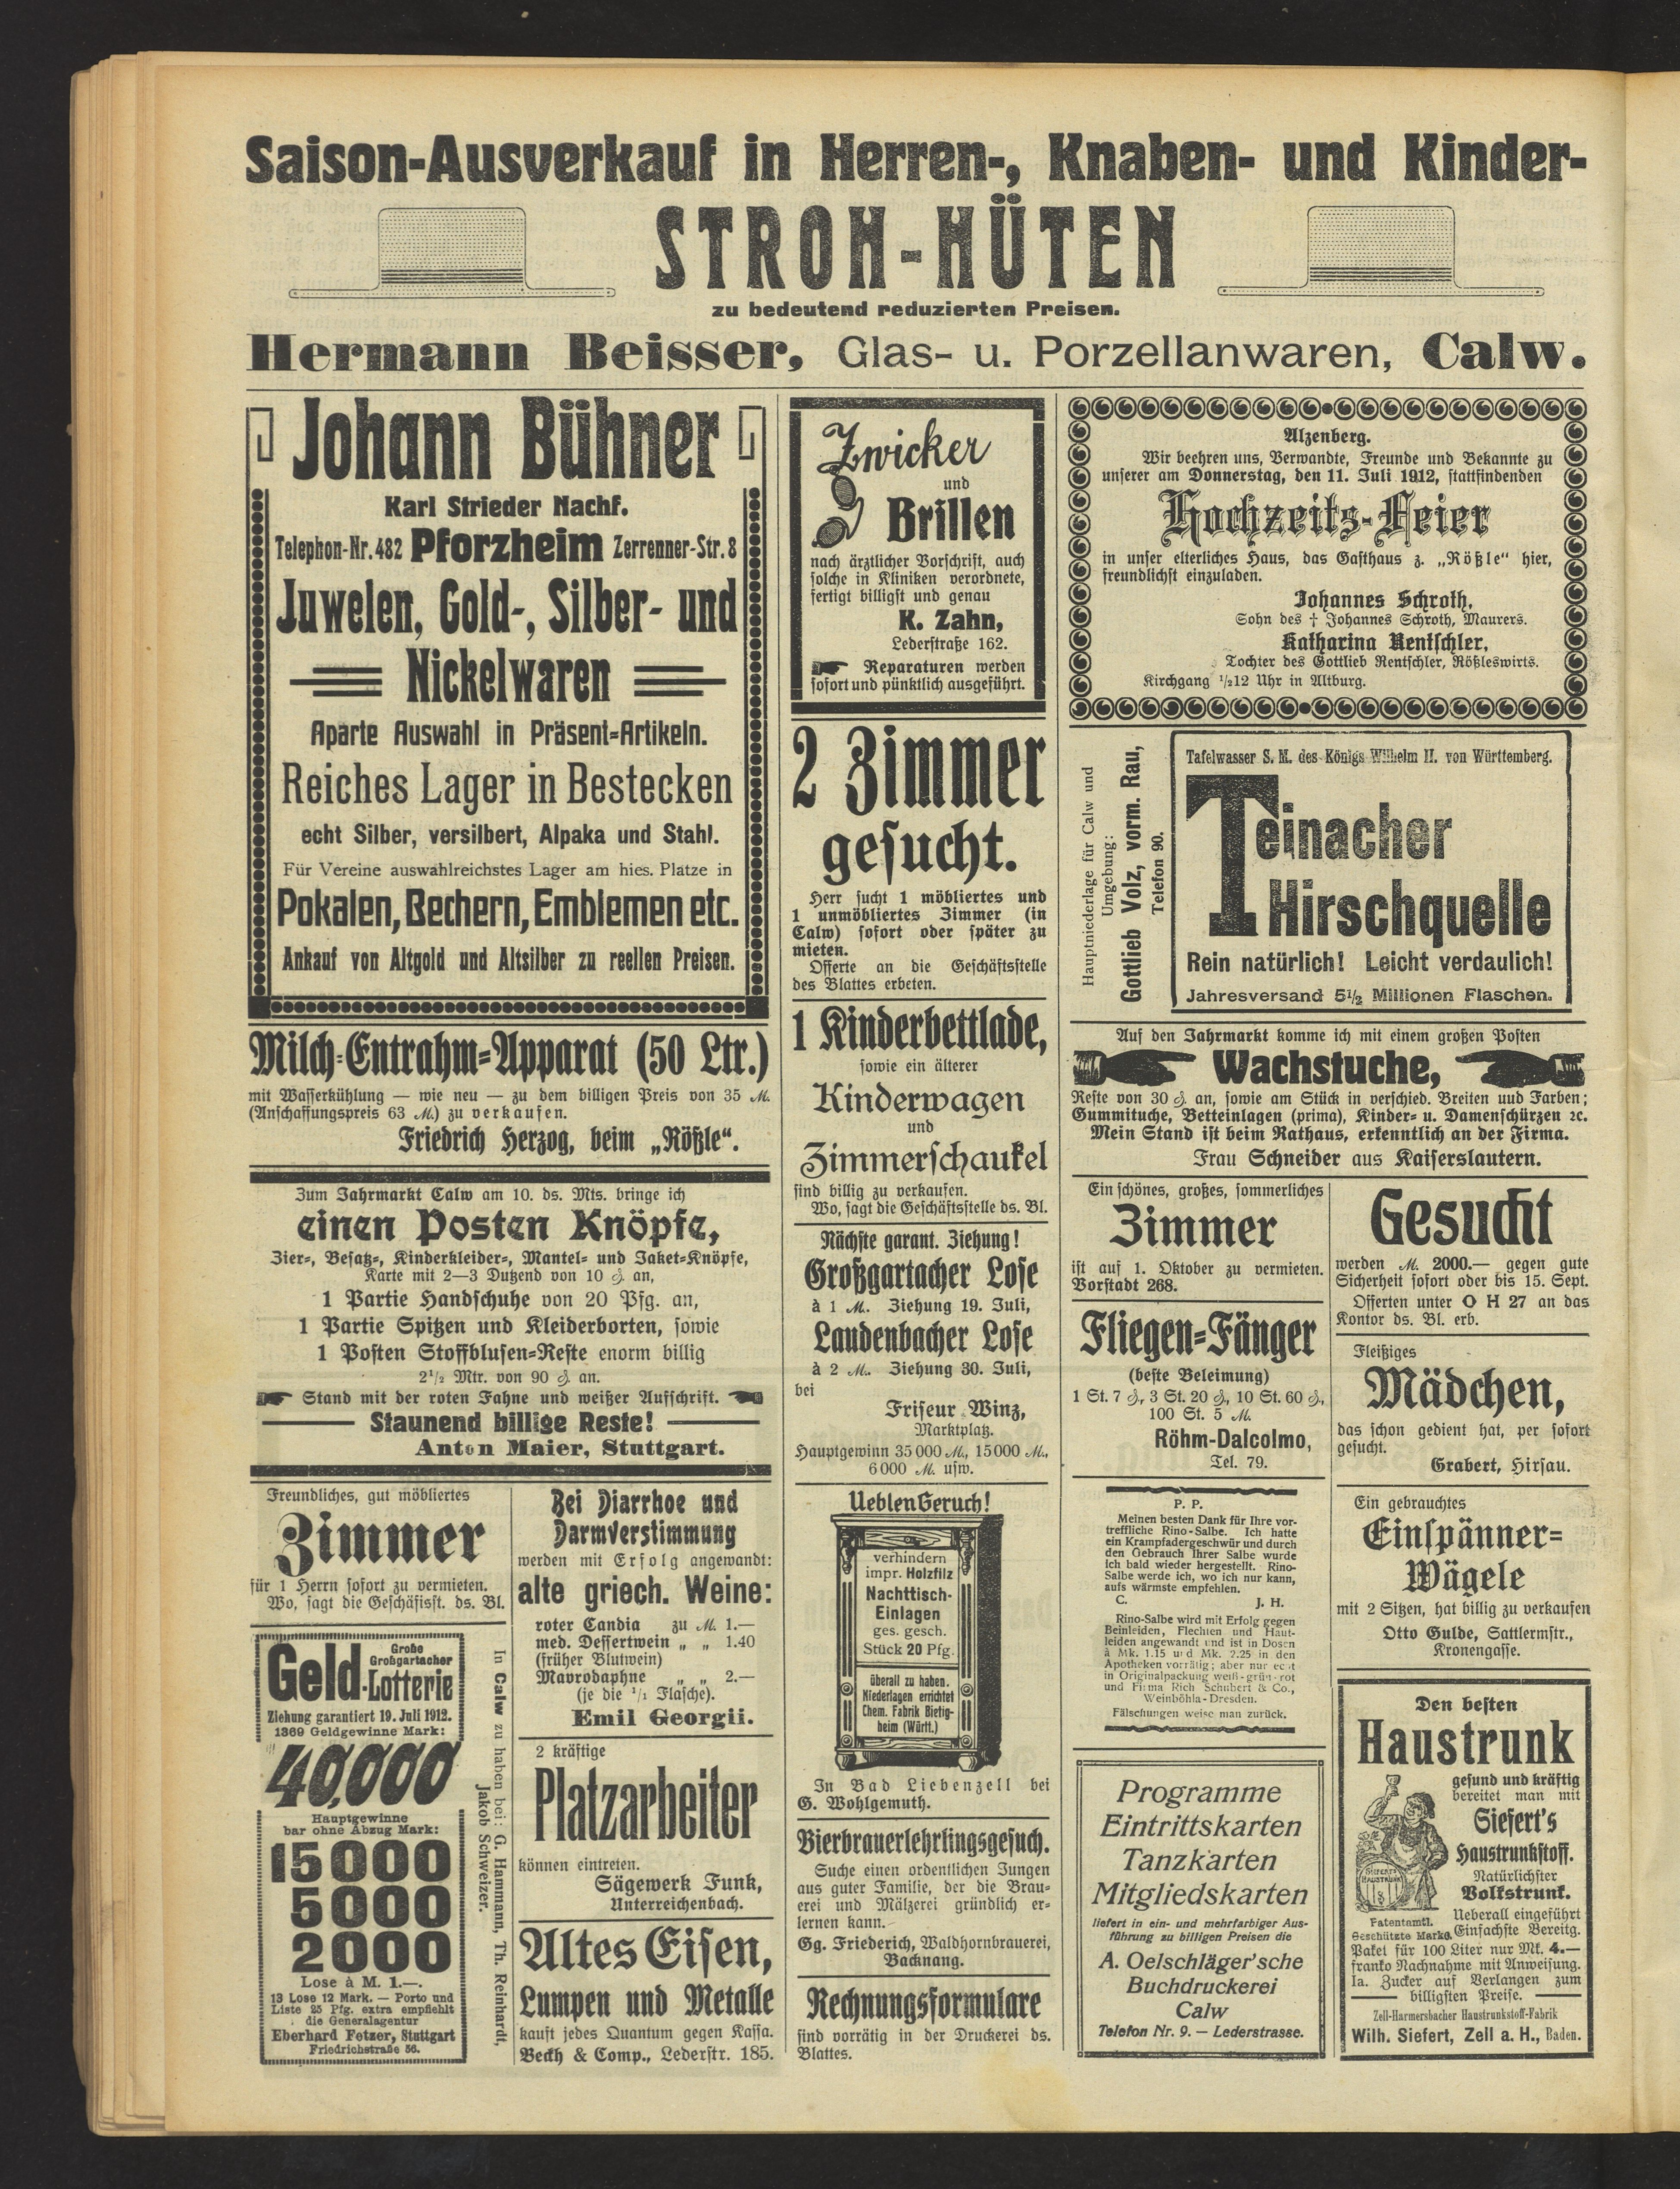 Saison-Ausverkauf in Herren-, Knaben- und Kinder-
STROH-HÜTEN
zu bedeutend reduzierten Preisen.
Hermann Beisser, Glas- u. Porzellanwaren, Calw.
Johann Bühner
Karl Strieder Nachf.
Telephon-Nr. 482 Pforzheim Zerrenner-Str. 8
Juwelen, Gold-, Silber- und
Nickelwaren
Aparte Auswahl in Präsent-Artikeln.
Reiches Lager in Bestecken
echt Silber, versilbert, Alpaka und Stahl.
Für Vereine auswahlreichstes Lager am hies. Platze in
Pokalen, Bechern, Emblemen etc.
Ankauf von Altgold und Altsilber zu reellen Preisen.
Milch-Entrahm-Apparat (50 Ltr.)
mit Wasserkühlung — wie neu — zu dem billigen Preis von 35 M.
(Anschaffungspreis 63 M.) zu verkaufen.
Friedrich Herzog, beim „Rößle“.
Zum Jahrmarkt Calw am 10. ds. Mts. bringe ich
einen Posten Knöpfe,
Zier-, Besatz-, Kinderkleider-, Mantel- und Jaket-Knöpfe,
Karte mit 2—3 Dutzend von 10 ₰ an,
1 Partie Handschuhe von 20 Pfg. an,
1 Partie Spitzen und Kleiderborten, sowie
1 Posten Stoffblusen-Reste enorm billig
2 1/2 Mtr. von 90 ₰ an.
Stand mit der roten Fahne und weißer Aufschrift.
Staunend billige Reste!
Anton Maier, Stuttgart.
Freundliches, gut möbliertes
Zimmer
für 1 Herrn sofort zu vermieten.
Wo, sagt die Geschäftsst. ds. Bl.
Geld-Lotterie
Große
Großgartacher
Ziehung garantiert 19. Juli 1912.
1369 Geldgewinne Mark:
40,000
Hauptgewinne
bar ohne Abzug Mark:
15000
5000
2000
Lose à M. 1.—.
13 Lose 12 Mark. — Porto und
Liste 25 Pfg. extra empfiehlt
die Generalagentur
Eberhard Fetzer, Stuttgart
Friedrichstraße 56.
In Calw zu haben bei: G. Hammann, Th. Reinhardt,
Jakob Schweizer.
Bei Diarrhoe und
Darmverstimmung
werden mit Erfolg angewandt:
alte griech. Weine:
roter Candia zu M. 1.—
med. Dessertwein „ „ 1.40
(früher Blutwein)
Mavrodaphne „ „ 2.—
(je die 1/1 Flasche).
Emil Georgii.
2 kräftige
Platzarbeiter
können eintreten.
Sägewerk Funk,
Unterreichenbach.
Altes Eisen,
Lumpen und Metalle
kauft jedes Quantum gegen Kassa.
Beckh & Comp., Lederstr. 185.
Zwicker
und
Brillen
nach ärztlicher Vorschrift, auch
solche in Kliniken verordnete,
fertigt billigst und genau
K. Zahn,
Lederstraße 162.
Reparaturen werden
sofort und pünktlich ausgeführt.
2 Zimmer
gesucht.
Herr sucht 1 möbliertes und
1 unmöbliertes Zimmer (in
Calw) sofort oder später zu
mieten.
Offerte an die Geschäftsstelle
des Blattes erbeten.
1 Kinderbettlade,
sowie ein älterer
Kinderwagen
und
Zimmerschaukel
sind billig zu verkaufen.
Wo, sagt die Geschäftsstelle ds. Bl.
Nächste garant. Ziehung!
Großgartacher Lose
à 1 M. Ziehung 19. Juli,
Laudenbacher Lose
à 2 M. Ziehung 30. Juli,
bei
Friseur Winz,
Marktplatz.
Hauptgewinn 35 000 M., 15 000 M.,
6 000 M. usw.
Ueblen Geruch!
verhindern
impr. Holzfilz
Nachttisch-
Einlagen
ges. gesch.
Stück 20 Pfg.
überall zu haben.
Niederlagen errichtet
Chem. Fabrik Bietig-
heim (Württ.)
In Bad Liebenzell bei
G. Wohlgemuth.
Bierbrauerlehrlingsgesuch.
Suche einen ordentlichen Jungen
aus guter Familie, der die Brau-
erei und Mälzerei gründlich er-
lernen kann.
Gg. Friederich, Waldhornbrauerei,
Backnang.
Rechnungsformulare
sind vorrätig in der Druckerei ds.
Blattes.
Alzenberg.
Wir beehren uns, Verwandte, Freunde und Bekannte zu
unserer am Donnerstag, den 11. Juli 1912, stattfindenden
Hochzeits-Feier
in unser elterliches Haus, das Gasthaus z. „Rößle“ hier,
freundlichst einzuladen.
Johannes Schroth,
Sohn des † Johannes Schroth, Maurers.
Katharina Rentschler,
Tochter des Gottlieb Rentschler, Rößleswirts.
Kirchgang 1/212 Uhr in Altburg.
Hauptniederlage für Calw und
Umgebung:
Gottlieb Volz, vorm. Rau,
Telefon 90.
Tafelwasser S. M. des Königs Wilhelm II. von Württemberg.
Teinacher
Hirschquelle
Rein natürlich! Leicht verdaulich!
Jahresversand 5 1/2 Millionen Flaschen.
Auf den Jahrmarkt komme ich mit einem großen Posten
Wachstuche,
Reste von 30 ₰ an, sowie am Stück in verschied. Breiten uud Farben;
Gummituche, Betteinlagen (prima), Kinder- u. Damenschürzen ꝛc.
Mein Stand ist beim Rathaus, erkenntlich an der Firma.
Frau Schneider aus Kaiserslautern.
Ein schönes, großes, sommerliches
Zimmer
ist auf 1. Oktober zu vermieten.
Vorstadt 268.
Fliegen-Fänger
(beste Beleimung)
1 St. 7 ₰, 3 St. 20 ₰, 10 St. 60 ₰,
100 St. 5 M.
Röhm-Dalcolmo,
Tel. 79.
P. P.
Meinen besten Dank für Ihre vor-
treffliche Rino-Salbe. Ich hatte
ein Krampfadergeschwür und durch
den Gebrauch Ihrer Salbe wurde
ich bald wieder hergestellt. Rino-
Salbe werde ich, wo ich nur kann,
aufs wärmste empfehlen.
C. J. H.
Rino-Salbe wird mit Erfolg gegen
Beinleiden, Flechten und Haut-
leiden angewandt und ist in Dosen
à Mk. 1.15 und Mk. 2.25 in den
Apotheken vorrätig; aber nur echt
in Originalpackung weiß-grün-rot
und Firma Rich Schubert & Co.,
Weinböhla-Dresden.
Fälschungen weise man zurück.
Programme
Eintrittskarten
Tanzkarten
Mitgliedskarten
liefert in ein- und mehrfarbiger Aus-
führung zu billigen Preisen die
A. Oelschläger'sche
Buchdruckerei
Calw
Telefon Nr. 9. — Lederstrasse.
Gesucht
werden M. 2000.— gegen gute
Sicherheit sofort oder bis 15. Sept.
Offerten unter O H 27 an das
Kontor ds. Bl. erb.
Fleißiges
Mädchen,
das schon gedient hat, per sofort
gesucht.
Grabert, Hirsau.
Ein gebrauchtes
Einspänner-
Wägele
mit 2 Sitzen, hat billig zu verkaufen
Otto Gulde, Sattlermstr.,
Kronengasse.
Den besten
Haustrunk
gesund und kräftig
bereitet man mit
Siefert's
Haustrunkstoff.
Natürlichster
Volkstrunk.
Ueberall eingeführt
SIEFERTS
HAUSTRUNK
Patentamtl.
Geschützte Marke.
Einfachste Bereitg.
Paket für 100 Liter nur Mk. 4.—
franko Nachnahme mit Anweisung.
Ia. Zucker auf Verlangen zum
billigsten Preise.
Zell-Harmersbacher Haustrunkstoff-Fabrik
Wilh. Siefert, Zell a. H., Baden.